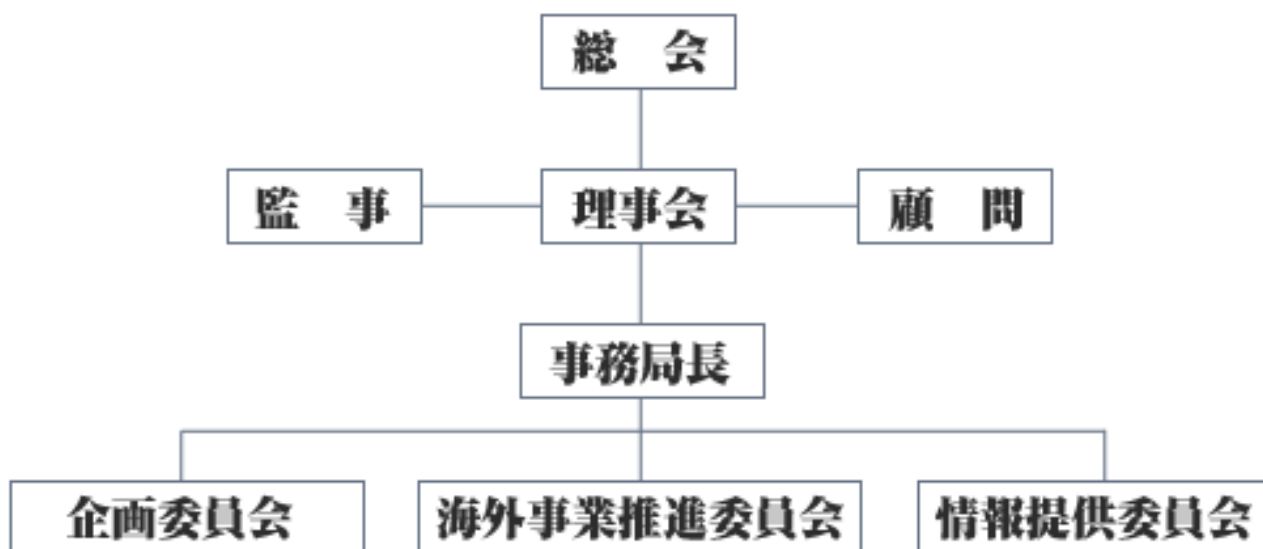 総　会
監　事
理事会
顧　問
事務局長
企画委員会
海外事業推進委員会
情報提供委員会